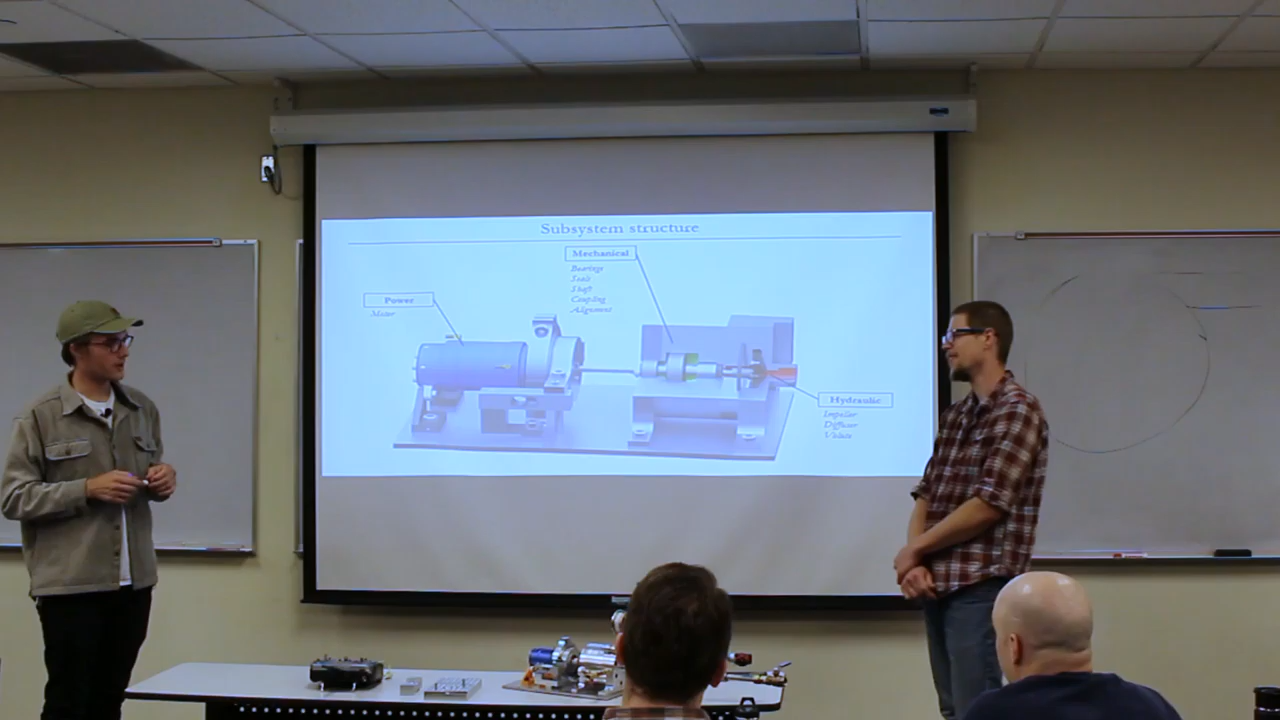 Subsystem structure
Mechanical
Bearings
Seals
Shaft
Coupling
Alignment
Power
Motor
Hydraulic
Impeller
Diffuser
Volute